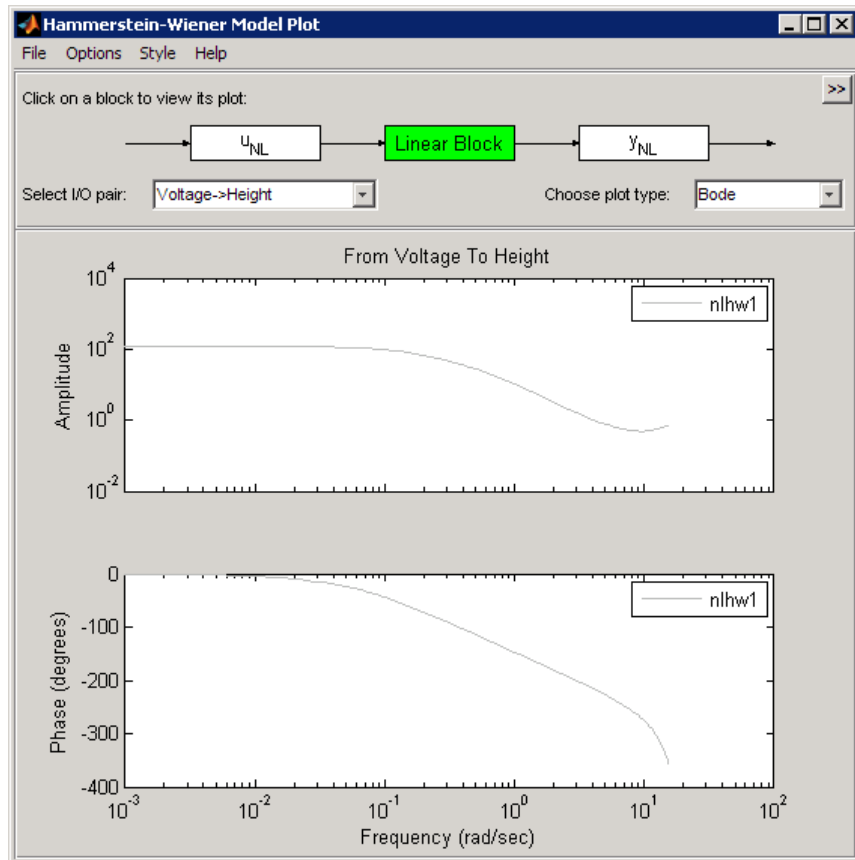 Hammerstein-Wiener Model Plot
File Options Style Help
Click on a block to view its plot:
>>
uNL Linear Block yNL
Select I/O pair: Voltage->Height Choose plot type: Bode
From Voltage To Height
10^4
10^2
10^0
10^-2
Amplitude
nlhw1
0
-100
-200
-300
-400
Phase (degrees)
nlhw1
10^-3 10^-2 10^-1 10^0 10^1 10^2
Frequency (rad/sec)